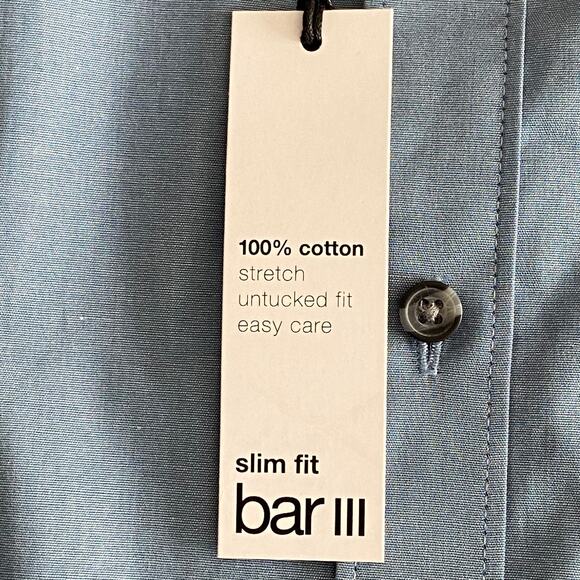 100% cotton
stretch
untucked fit
easy care
slim fit
bar III